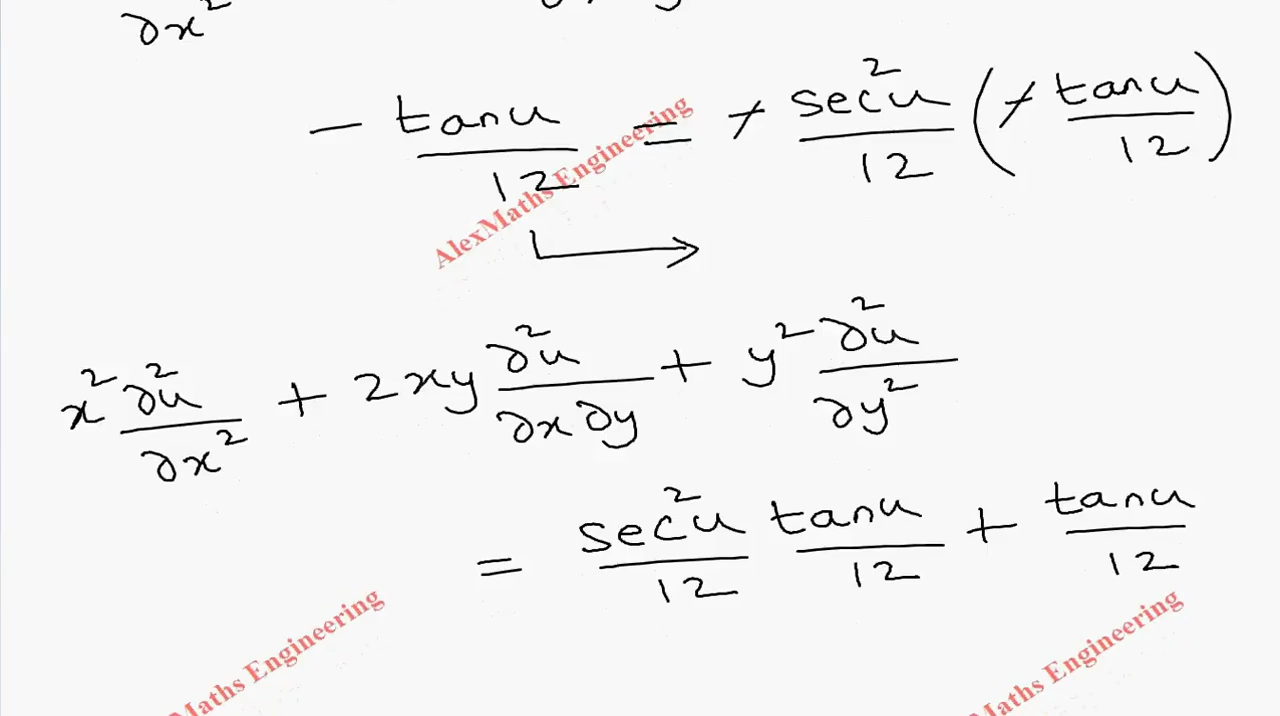 ∂x²
- tanu/12 = - sec²u/12 (- tanu/12)
AlexMaths Engineering
x² ∂²u/∂x² + 2xy ∂²u/∂x∂y + y² ∂²u/∂y²
= sec²u/12 tanu/12 + tanu/12
Maths Engineering
Maths Engineering